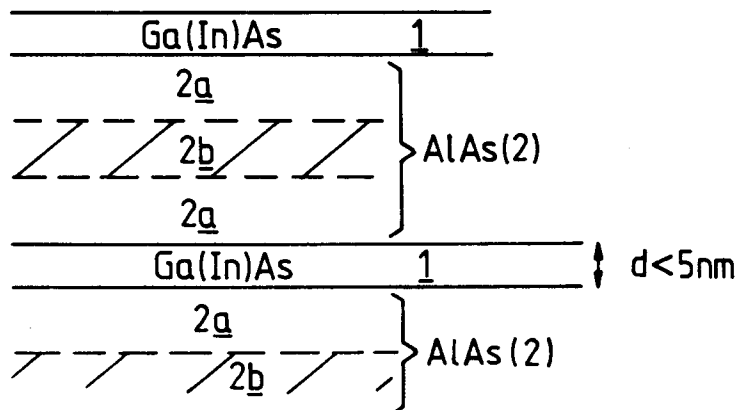 Ga(In)As 1
2a
2b
AlAs(2)
2a
Ga(In)As 1
d<5nm
2a
AlAs(2)
2b